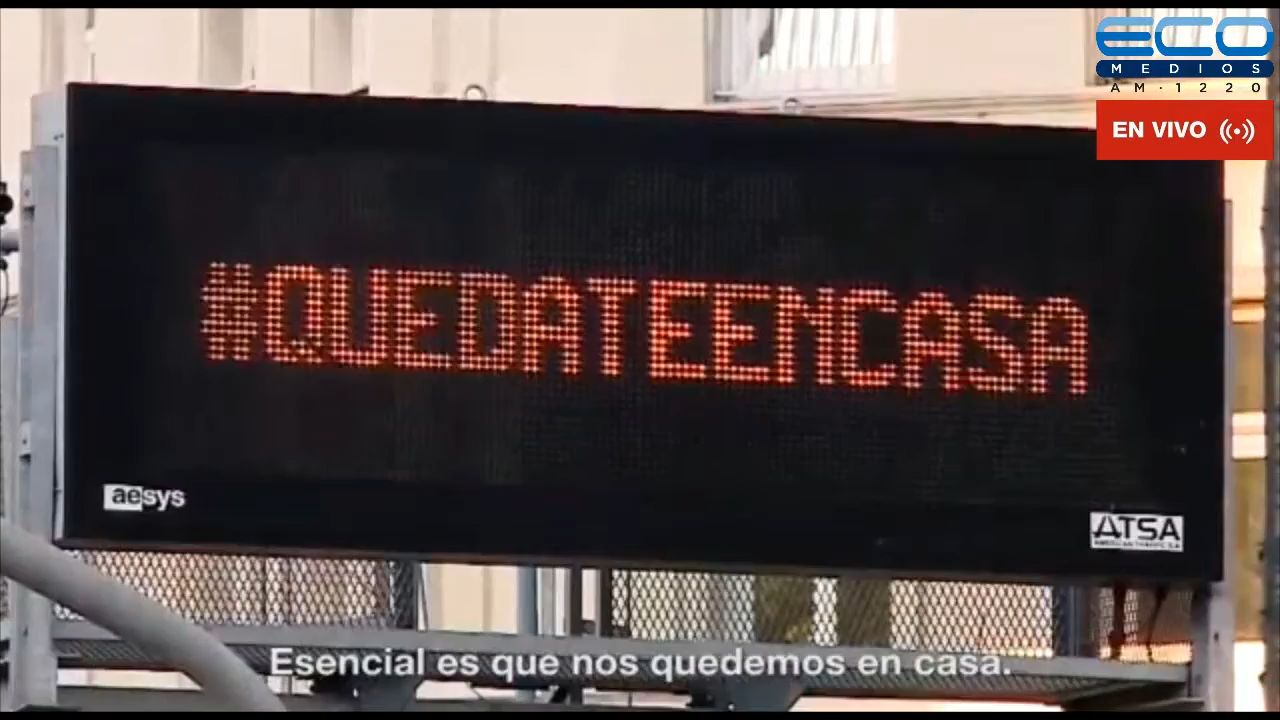 ECO
MEDIOS
AM·1220
EN VIVO
#QUEDATEENCASA
aesys
ATSA
Esencial es que nos quedemos en casa.